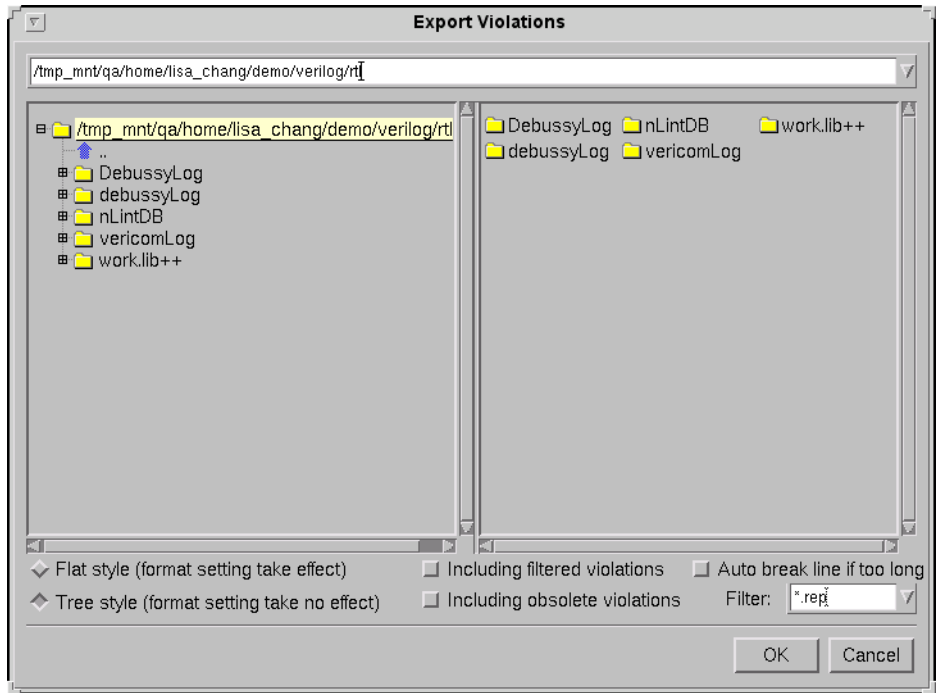 Export Violations
/tmp_mnt/qa/home/lisa_chang/demo/verilog/rtl
/tmp_mnt/qa/home/lisa_chang/demo/verilog/rtl
..
DebussyLog
debussyLog
nLintDB
vericomLog
work.lib++
DebussyLog nLintDB work.lib++
debussyLog vericomLog
Flat style (format setting take effect) Including filtered violations Auto break line if too long
Tree style (format setting take no effect) Including obsolete violations Filter: *.rep
OK Cancel